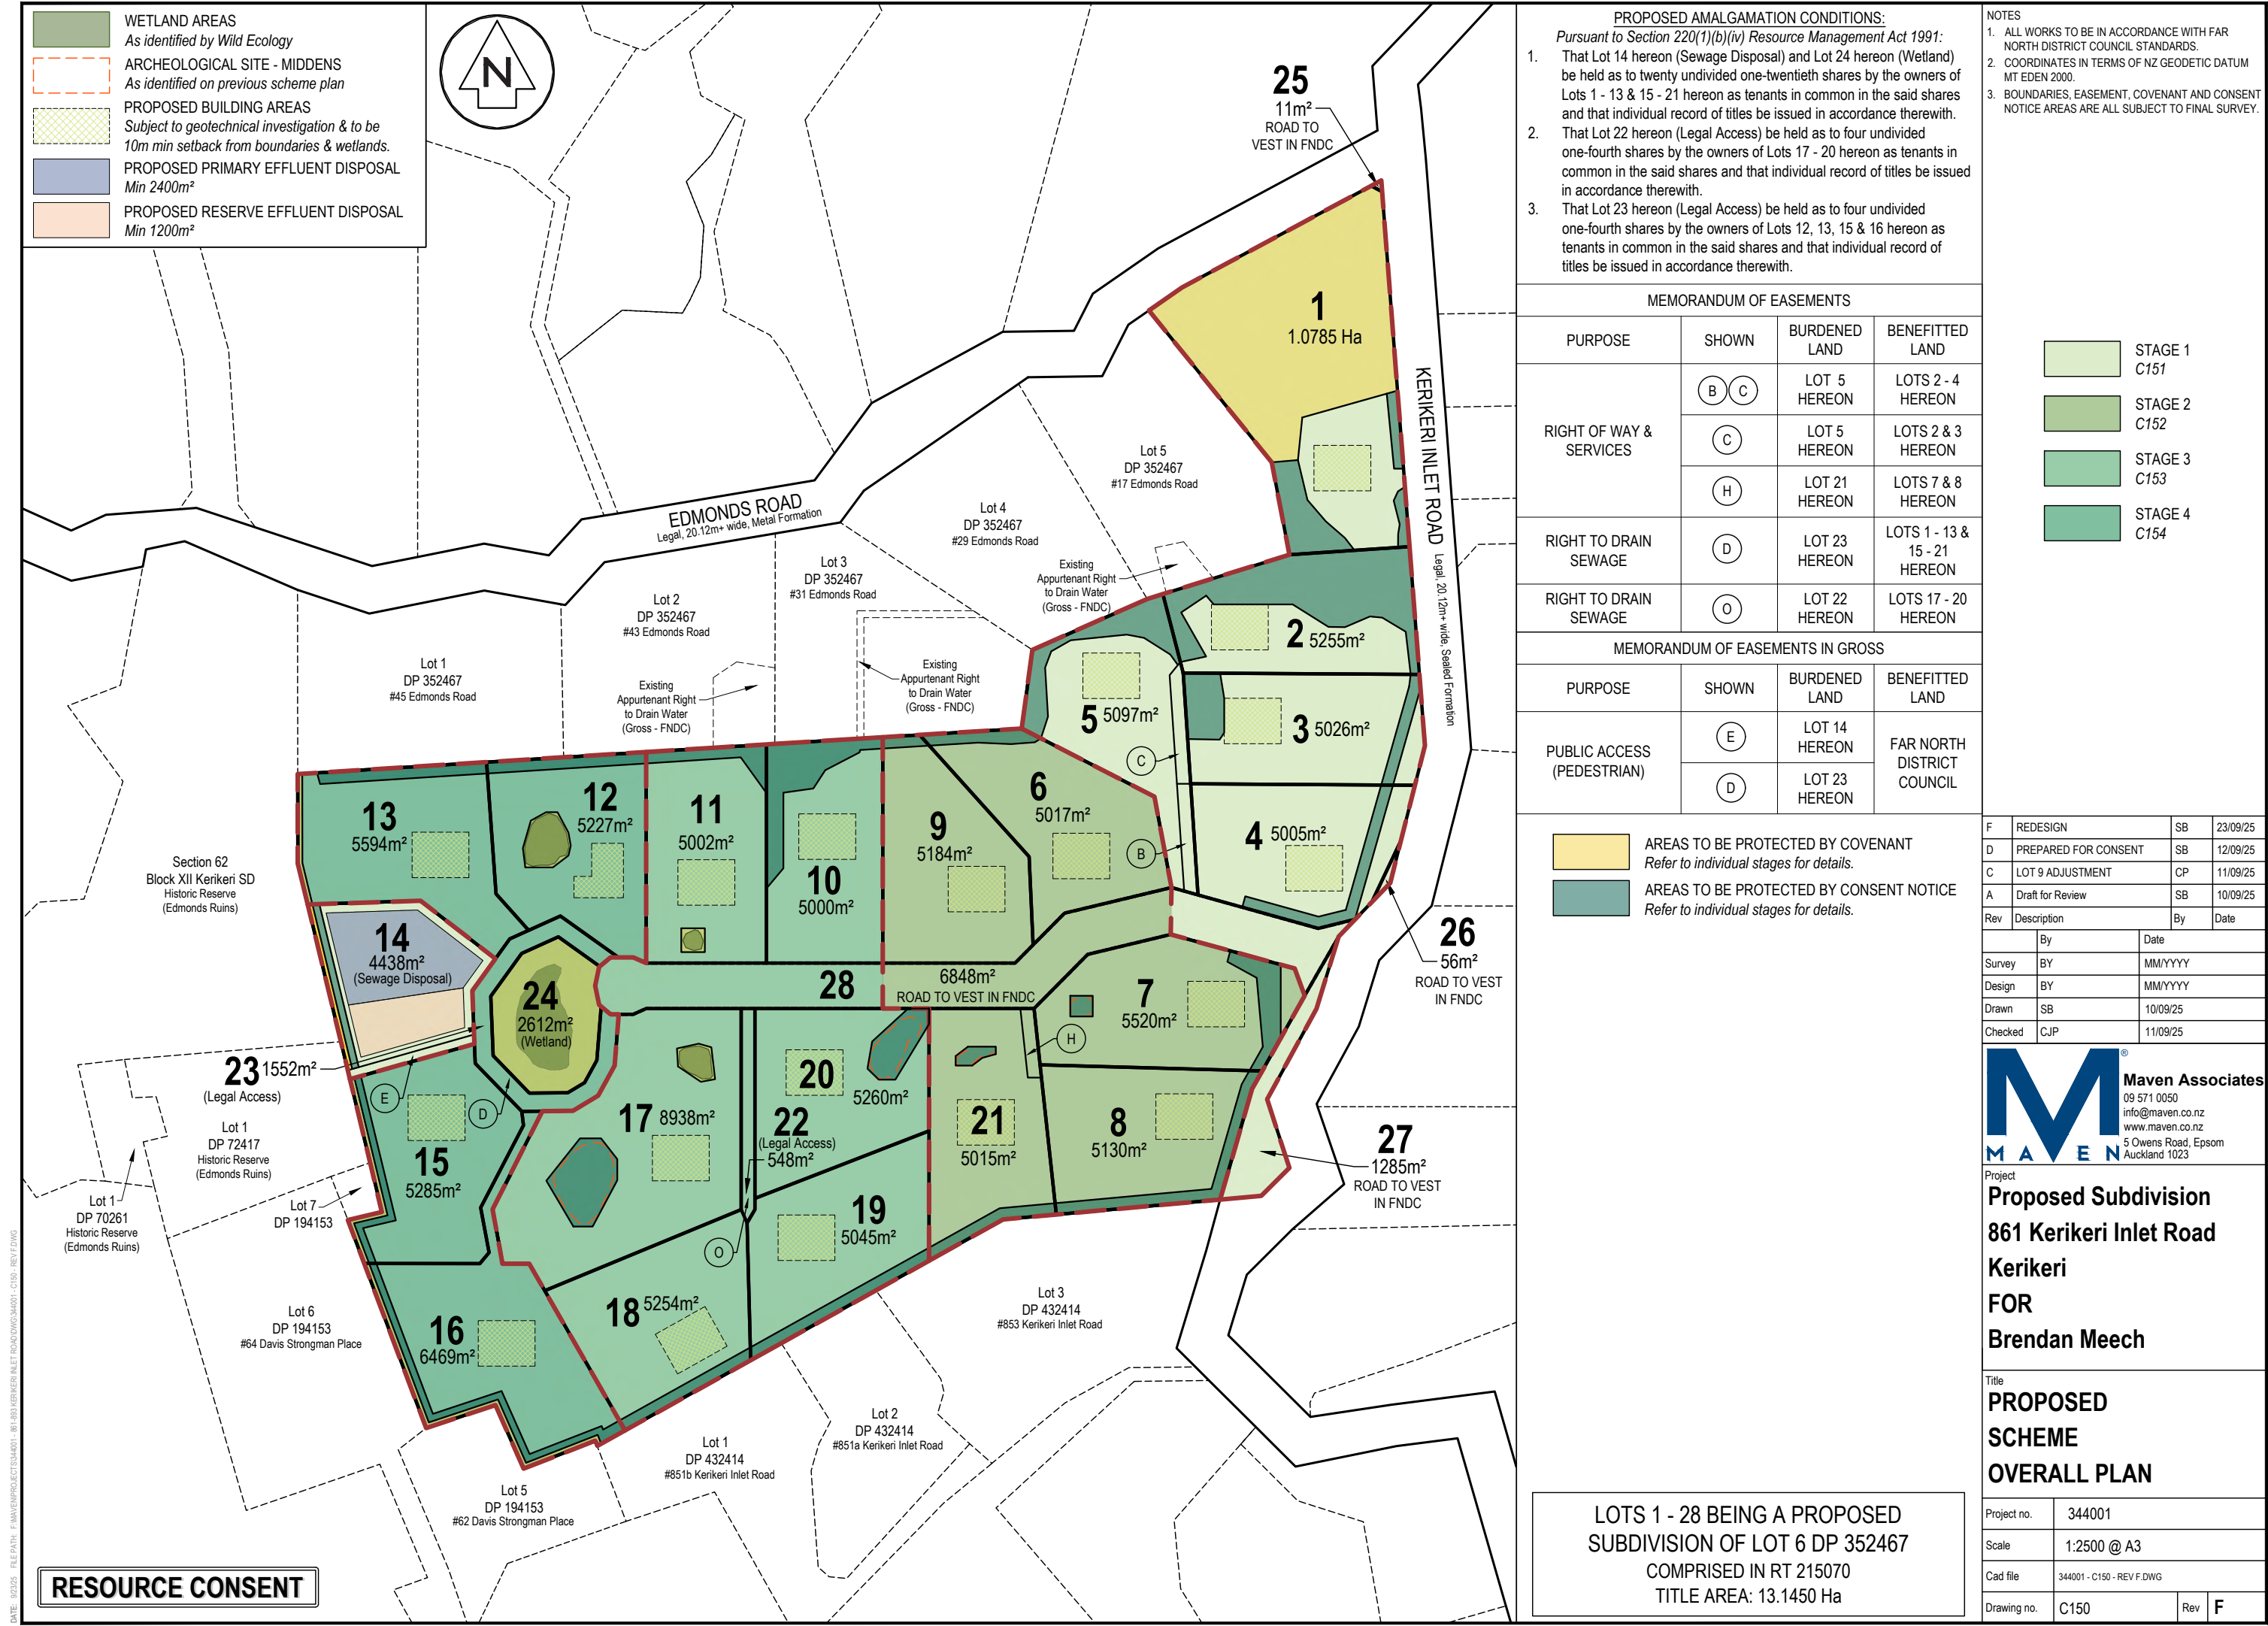 WETLAND AREAS
As identified by Wild Ecology
ARCHEOLOGICAL SITE - MIDDENS
As identified on previous scheme plan
PROPOSED BUILDING AREAS
Subject to geotechnical investigation & to be
10m min setback from boundaries & wetlands.
PROPOSED PRIMARY EFFLUENT DISPOSAL
Min 2400m²
PROPOSED RESERVE EFFLUENT DISPOSAL
Min 1200m²
N
25
11m²
ROAD TO
VEST IN FNDC
1
1.0785 Ha
KERIKERI INLET ROAD
Legal, 20.12m+ wide, Sealed Formation
EDMONDS ROAD
Legal, 20.12m+ wide, Metal Formation
Lot 5
DP 352467
#17 Edmonds Road
Lot 4
DP 352467
#29 Edmonds Road
Lot 3
DP 352467
#31 Edmonds Road
Lot 2
DP 352467
#43 Edmonds Road
Lot 1
DP 352467
#45 Edmonds Road
Existing
Appurtenant Right
to Drain Water
(Gross - FNDC)
Existing
Appurtenant Right
to Drain Water
(Gross - FNDC)
Existing
Appurtenant Right
to Drain Water
(Gross - FNDC)
2 5255m²
5 5097m²
3 5026m²
C
4 5005m²
B
6
5017m²
9
5184m²
10
5000m²
11
5002m²
12
5227m²
13
5594m²
14
4438m²
(Sewage Disposal)
24
2612m²
(Wetland)
28
6848m²
ROAD TO VEST IN FNDC
7
5520m²
H
26
56m²
ROAD TO VEST
IN FNDC
23 1552m²
(Legal Access)
E
D
15
5285m²
17 8938m²
20
5260m²
22
(Legal Access)
548m²
21
5015m²
8
5130m²
27
1285m²
ROAD TO VEST
IN FNDC
19
5045m²
O
18 5254m²
16
6469m²
Section 62
Block XII Kerikeri SD
Historic Reserve
(Edmonds Ruins)
Lot 1
DP 72417
Historic Reserve
(Edmonds Ruins)
Lot 1
DP 70261
Historic Reserve
(Edmonds Ruins)
Lot 7
DP 194153
Lot 6
DP 194153
#64 Davis Strongman Place
Lot 5
DP 194153
#62 Davis Strongman Place
Lot 1
DP 432414
#851b Kerikeri Inlet Road
Lot 2
DP 432414
#851a Kerikeri Inlet Road
Lot 3
DP 432414
#853 Kerikeri Inlet Road
RESOURCE CONSENT
PROPOSED AMALGAMATION CONDITIONS:
Pursuant to Section 220(1)(b)(iv) Resource Management Act 1991:
1. That Lot 14 hereon (Sewage Disposal) and Lot 24 hereon (Wetland)
be held as to twenty undivided one-twentieth shares by the owners of
Lots 1 - 13 & 15 - 21 hereon as tenants in common in the said shares
and that individual record of titles be issued in accordance therewith.
2. That Lot 22 hereon (Legal Access) be held as to four undivided
one-fourth shares by the owners of Lots 17 - 20 hereon as tenants in
common in the said shares and that individual record of titles be issued
in accordance therewith.
3. That Lot 23 hereon (Legal Access) be held as to four undivided
one-fourth shares by the owners of Lots 12, 13, 15 & 16 hereon as
tenants in common in the said shares and that individual record of
titles be issued in accordance therewith.
MEMORANDUM OF EASEMENTS
PURPOSE SHOWN BURDENED LAND BENEFITTED LAND
RIGHT OF WAY & SERVICES
B C LOT 5 HEREON LOTS 2 - 4 HEREON
C LOT 5 HEREON LOTS 2 & 3 HEREON
H LOT 21 HEREON LOTS 7 & 8 HEREON
RIGHT TO DRAIN SEWAGE D LOT 23 HEREON LOTS 1 - 13 & 15 - 21 HEREON
RIGHT TO DRAIN SEWAGE O LOT 22 HEREON LOTS 17 - 20 HEREON
MEMORANDUM OF EASEMENTS IN GROSS
PURPOSE SHOWN BURDENED LAND BENEFITTED LAND
PUBLIC ACCESS (PEDESTRIAN)
E LOT 14 HEREON
D LOT 23 HEREON
FAR NORTH DISTRICT COUNCIL
AREAS TO BE PROTECTED BY COVENANT
Refer to individual stages for details.
AREAS TO BE PROTECTED BY CONSENT NOTICE
Refer to individual stages for details.
LOTS 1 - 28 BEING A PROPOSED
SUBDIVISION OF LOT 6 DP 352467
COMPRISED IN RT 215070
TITLE AREA: 13.1450 Ha
NOTES
1. ALL WORKS TO BE IN ACCORDANCE WITH FAR
NORTH DISTRICT COUNCIL STANDARDS.
2. COORDINATES IN TERMS OF NZ GEODETIC DATUM
MT EDEN 2000.
3. BOUNDARIES, EASEMENT, COVENANT AND CONSENT
NOTICE AREAS ARE ALL SUBJECT TO FINAL SURVEY.
STAGE 1
C151
STAGE 2
C152
STAGE 3
C153
STAGE 4
C154
F REDESIGN SB 23/09/25
D PREPARED FOR CONSENT SB 12/09/25
C LOT 9 ADJUSTMENT CP 11/09/25
A Draft for Review SB 10/09/25
Rev Description By Date
By Date
Survey BY MM/YYYY
Design BY MM/YYYY
Drawn SB 10/09/25
Checked CJP 11/09/25
M ®
MAVEN
Maven Associates
09 571 0050
info@maven.co.nz
www.maven.co.nz
5 Owens Road, Epsom
Auckland 1023
Project
Proposed Subdivision
861 Kerikeri Inlet Road
Kerikeri
FOR
Brendan Meech
Title
PROPOSED
SCHEME
OVERALL PLAN
Project no. 344001
Scale 1:2500 @ A3
Cad file 344001 - C150 - REV F.DWG
Drawing no. C150 Rev F